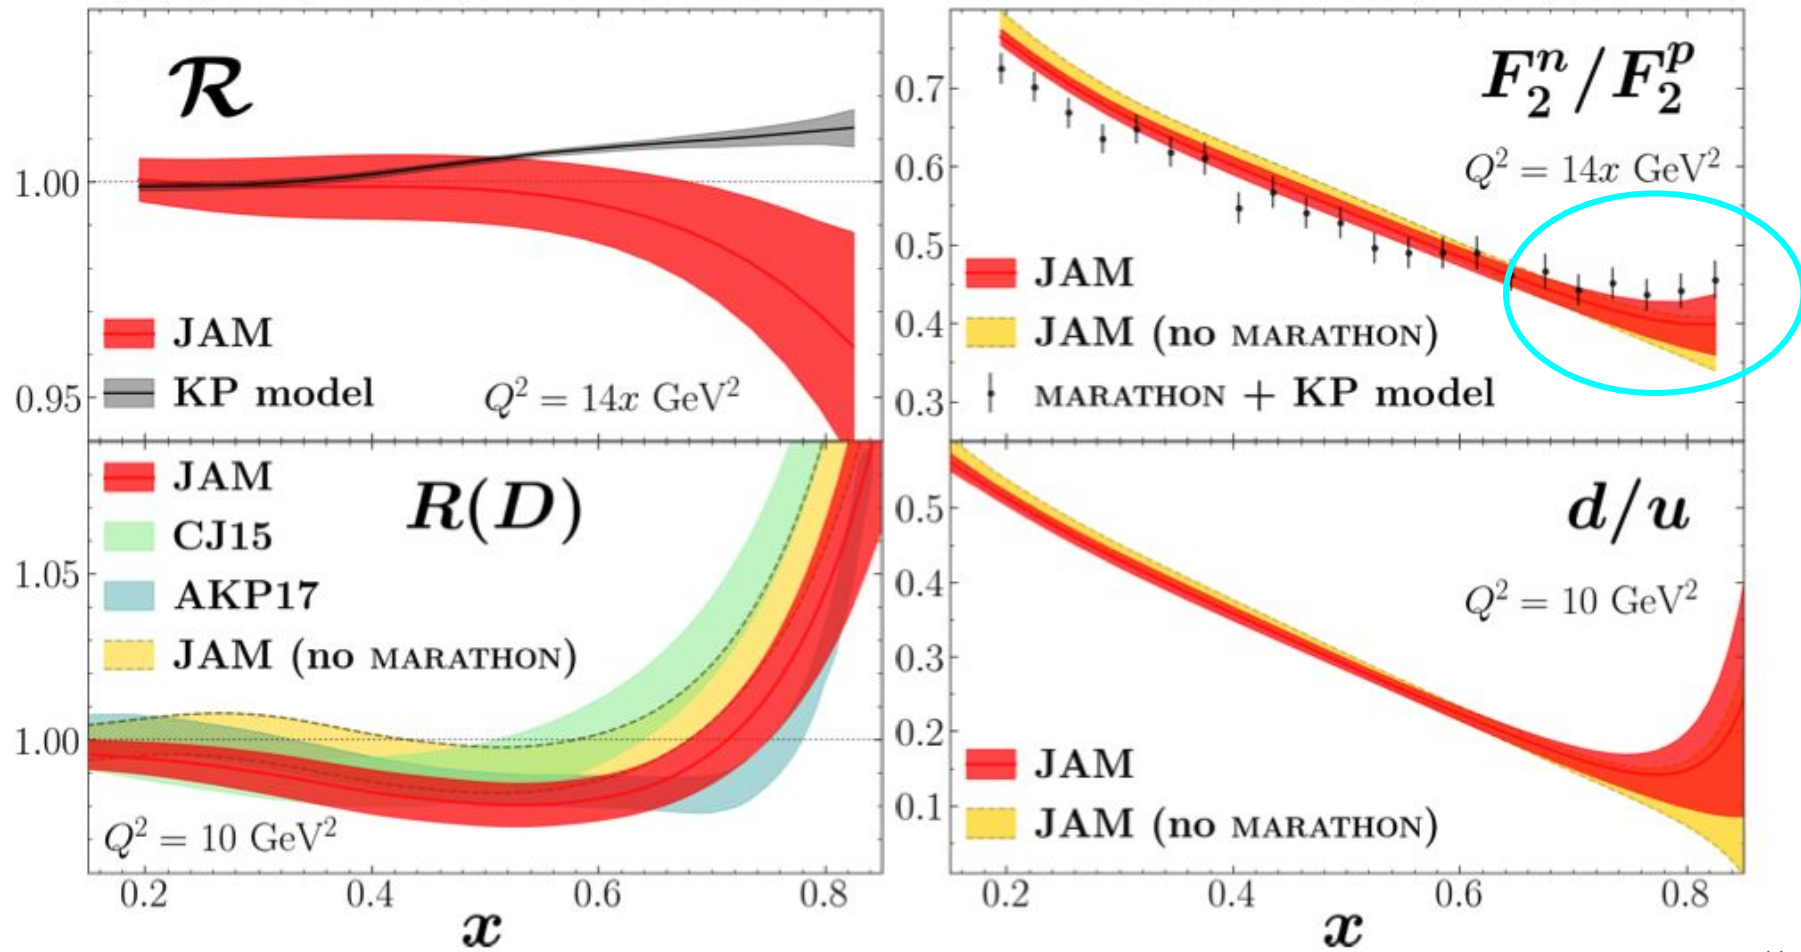 ℛ
1.00
0.95
JAM
KP model
Q² = 14x GeV²
F₂ⁿ/F₂ᵖ
Q² = 14x GeV²
0.7
0.6
0.5
0.4
0.3
JAM
JAM (no MARATHON)
MARATHON + KP model
JAM
CJ15
AKP17
JAM (no MARATHON)
R(D)
1.05
1.00
Q² = 10 GeV²
0.2 0.4 0.6 0.8
x
d/u
Q² = 10 GeV²
0.5
0.4
0.3
0.2
0.1
JAM
JAM (no MARATHON)
0.2 0.4 0.6 0.8
x